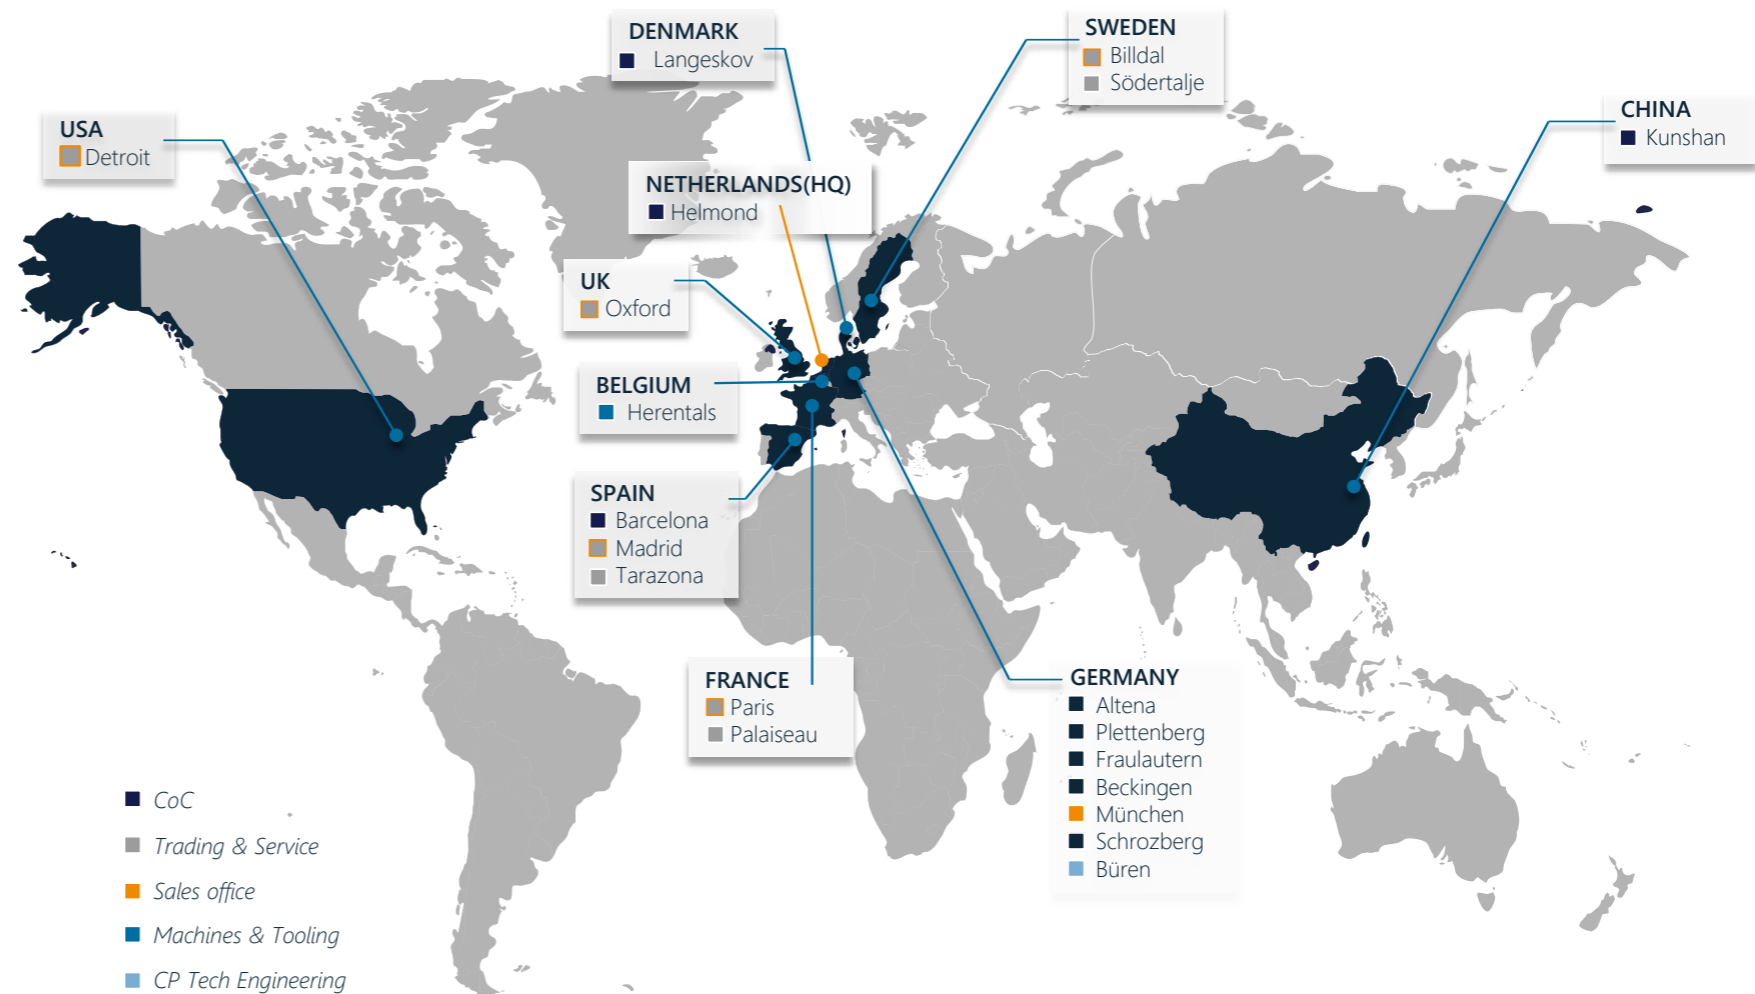 DENMARK
Langeskov
SWEDEN
Billdal
Södertalje
USA
Detroit
CHINA
Kunshan
NETHERLANDS(HQ)
Helmond
UK
Oxford
BELGIUM
Herentals
SPAIN
Barcelona
Madrid
Tarazona
FRANCE
Paris
Palaiseau
GERMANY
Altena
Plettenberg
Fraulautern
Beckingen
München
Schrozberg
Büren
CoC
Trading & Service
Sales office
Machines & Tooling
CP Tech Engineering